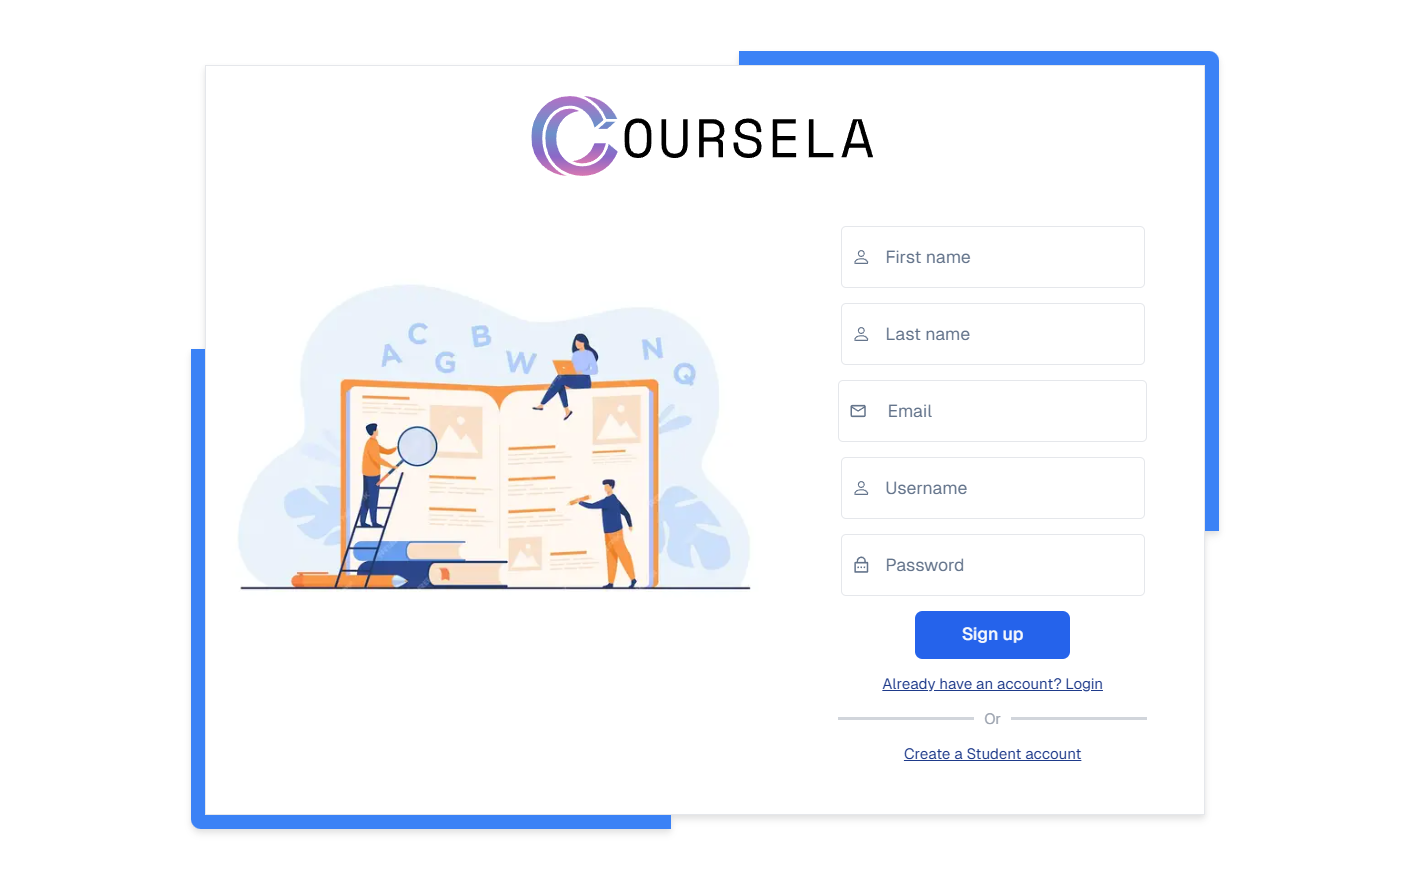 COURSELA
First name
A C G B W N Q
Last name
Email
Username
Password
Sign up
Already have an account? Login
Or
Create a Student account